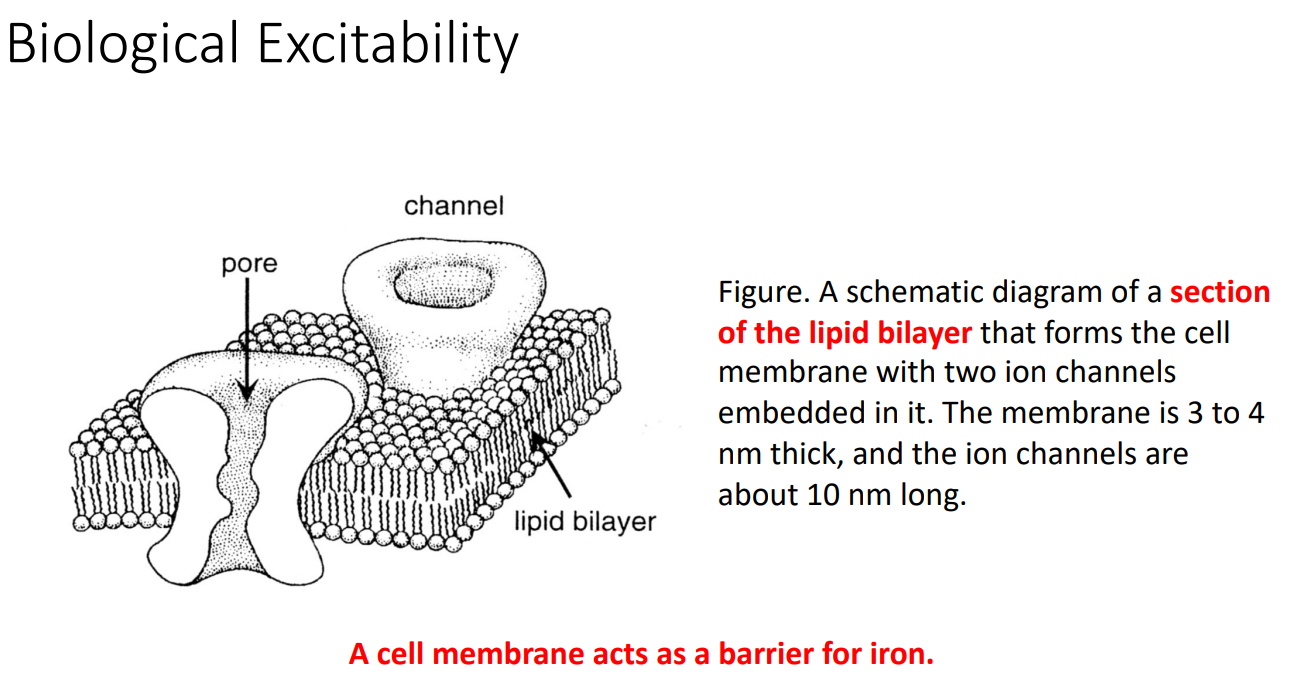 Biological Excitability
channel
pore
Figure. A schematic diagram of a section
of the lipid bilayer that forms the cell
membrane with two ion channels
embedded in it. The membrane is 3 to 4
nm thick, and the ion channels are
about 10 nm long.
lipid bilayer
A cell membrane acts as a barrier for iron.